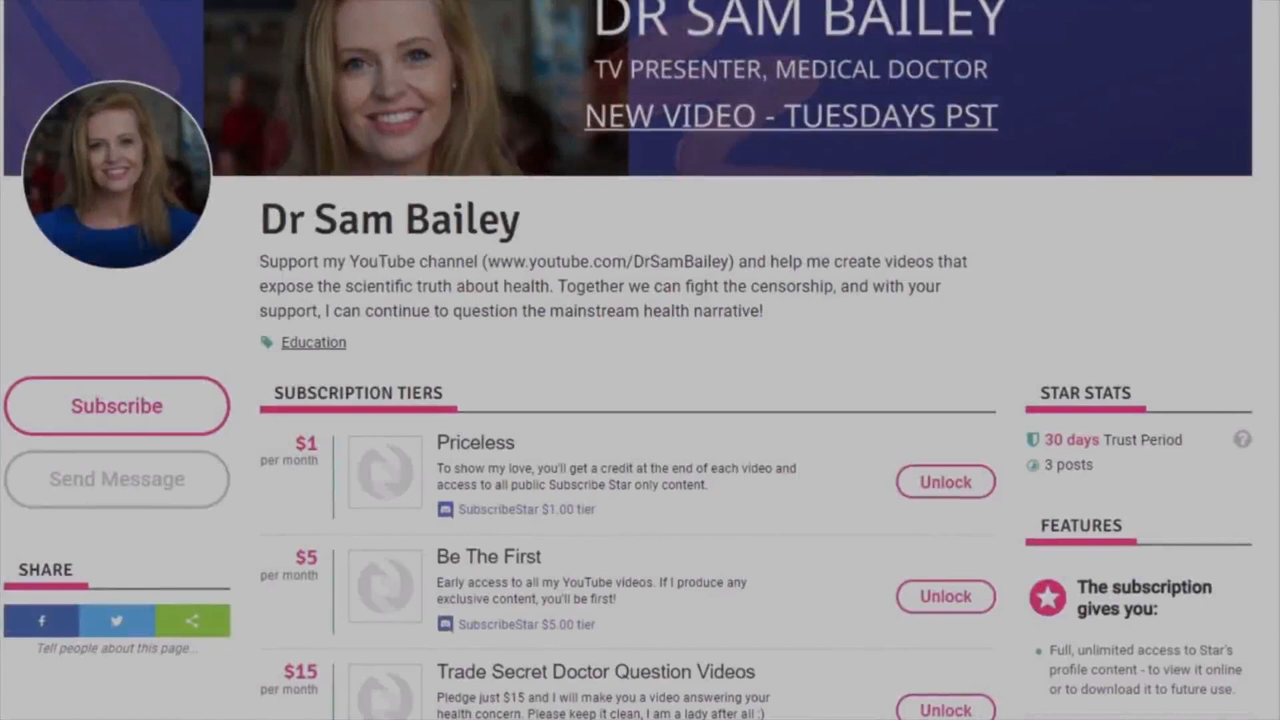 DR SAM BAILEY
TV PRESENTER, MEDICAL DOCTOR
NEW VIDEO - TUESDAYS PST
Dr Sam Bailey
Support my YouTube channel (www.youtube.com/DrSamBailey) and help me create videos that
expose the scientific truth about health. Together we can fight the censorship, and with your
support, I can continue to question the mainstream health narrative!
Education
Subscribe
Send Message
SHARE
Tell people about this page...
SUBSCRIPTION TIERS
$1
per month
Priceless
To show my love, you'll get a credit at the end of each video and
access to all public Subscribe Star only content.
SubscribeStar $1.00 tier
Unlock
$5
per month
Be The First
Early access to all my YouTube videos. If I produce any
exclusive content, you'll be first!
SubscribeStar $5.00 tier
Unlock
$15
per month
Trade Secret Doctor Question Videos
Pledge just $15 and I will make you a video answering your
health concern. Please keep it clean, I am a lady after all :)
Unlock
STAR STATS
30 days Trust Period
?
3 posts
FEATURES
The subscription
gives you:
Full, unlimited access to Star's
profile content - to view it online
or to download it to future use.